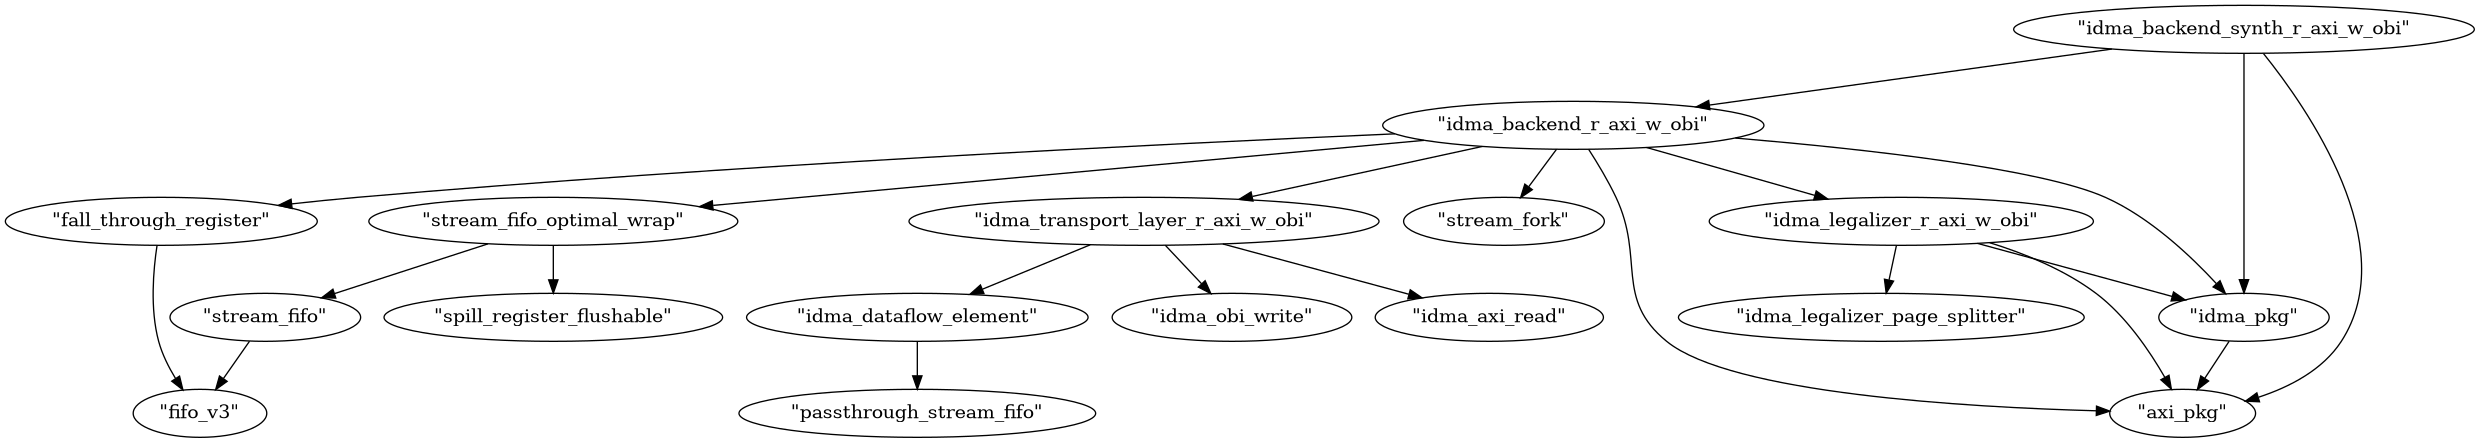 "idma_backend_synth_r_axi_w_obi"
"idma_backend_r_axi_w_obi"
"fall_through_register"
"stream_fifo_optimal_wrap"
"idma_transport_layer_r_axi_w_obi"
"stream_fork"
"idma_legalizer_r_axi_w_obi"
"stream_fifo"
"spill_register_flushable"
"idma_dataflow_element"
"idma_obi_write"
"idma_axi_read"
"idma_legalizer_page_splitter"
"idma_pkg"
"fifo_v3"
"passthrough_stream_fifo"
"axi_pkg"